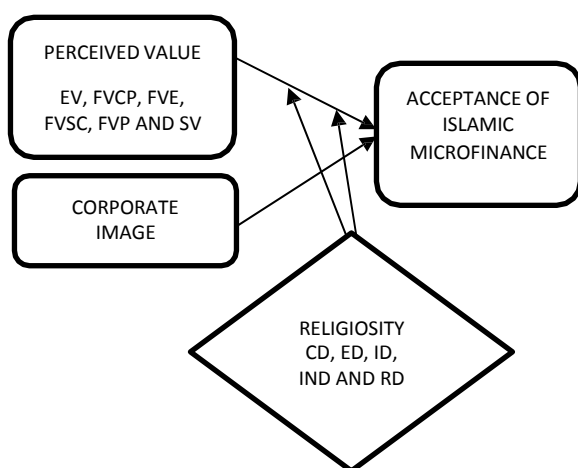 PERCEIVED VALUE
EV, FVCP, FVE,
FVSC, FVP AND SV
ACCEPTANCE OF
ISLAMIC
MICROFINANCE
CORPORATE
IMAGE
RELIGIOSITY
CD, ED, ID,
IND AND RD